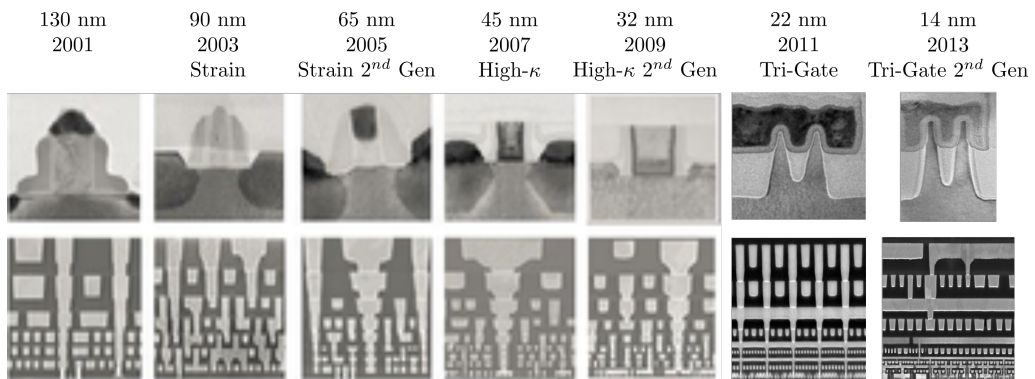 130 nm 90 nm 65 nm 45 nm 32 nm 22 nm 14 nm
2001 2003 2005 2007 2009 2011 2013
Strain Strain 2nd Gen High-κ High-κ 2nd Gen Tri-Gate Tri-Gate 2nd Gen